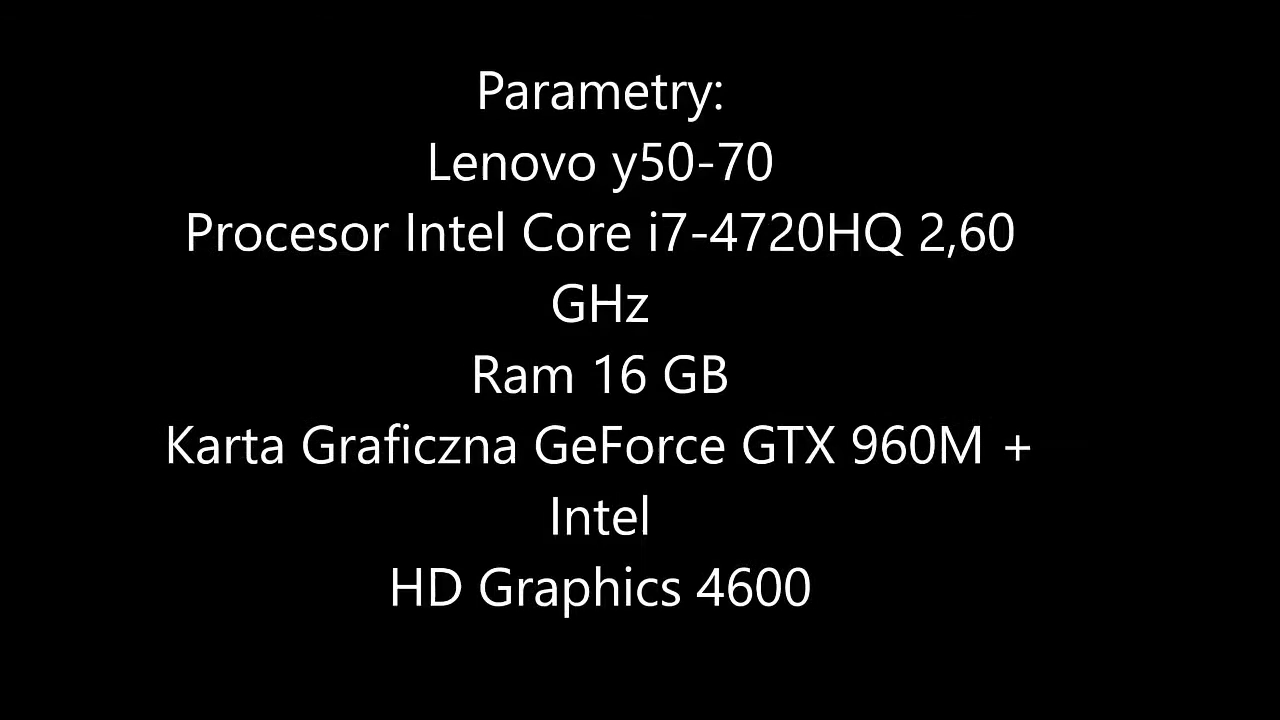 Parametry:
Lenovo y50-70
Procesor Intel Core i7-4720HQ 2,60
GHz
Ram 16 GB
Karta Graficzna GeForce GTX 960M +
Intel
HD Graphics 4600